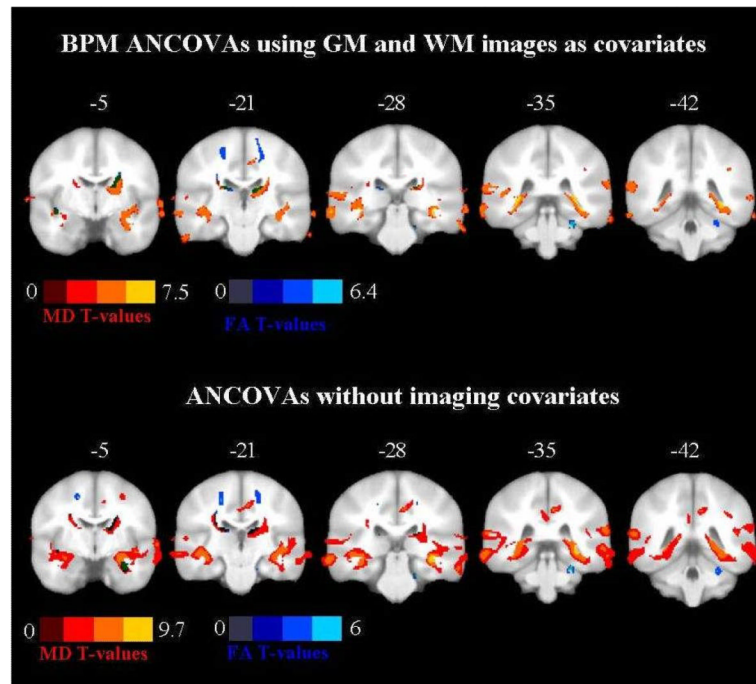 BPM ANCOVAs using GM and WM images as covariates
-5 -21 -28 -35 -42
0 7.5 0 6.4
MD T-values FA T-values
ANCOVAs without imaging covariates
-5 -21 -28 -35 -42
0 9.7 0 6
MD T-values FA T-values